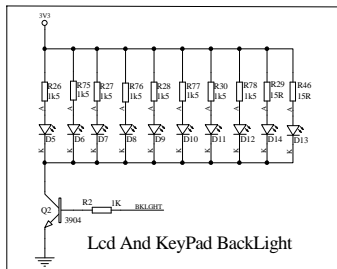 3V3
R26 R75 R27 R76 R28 R77 R30 R78 R29 R46
1k5 1k5 1k5 1k5 1k5 1k5 1k5 1k5 15R 15R
A A A A A A A A A A
D5 D6 D7 D8 D9 D10 D11 D12 D14 D13
K K K K K K K K K K
Q2
3904
R2 1K BKLGHT
Lcd And KeyPad BackLight